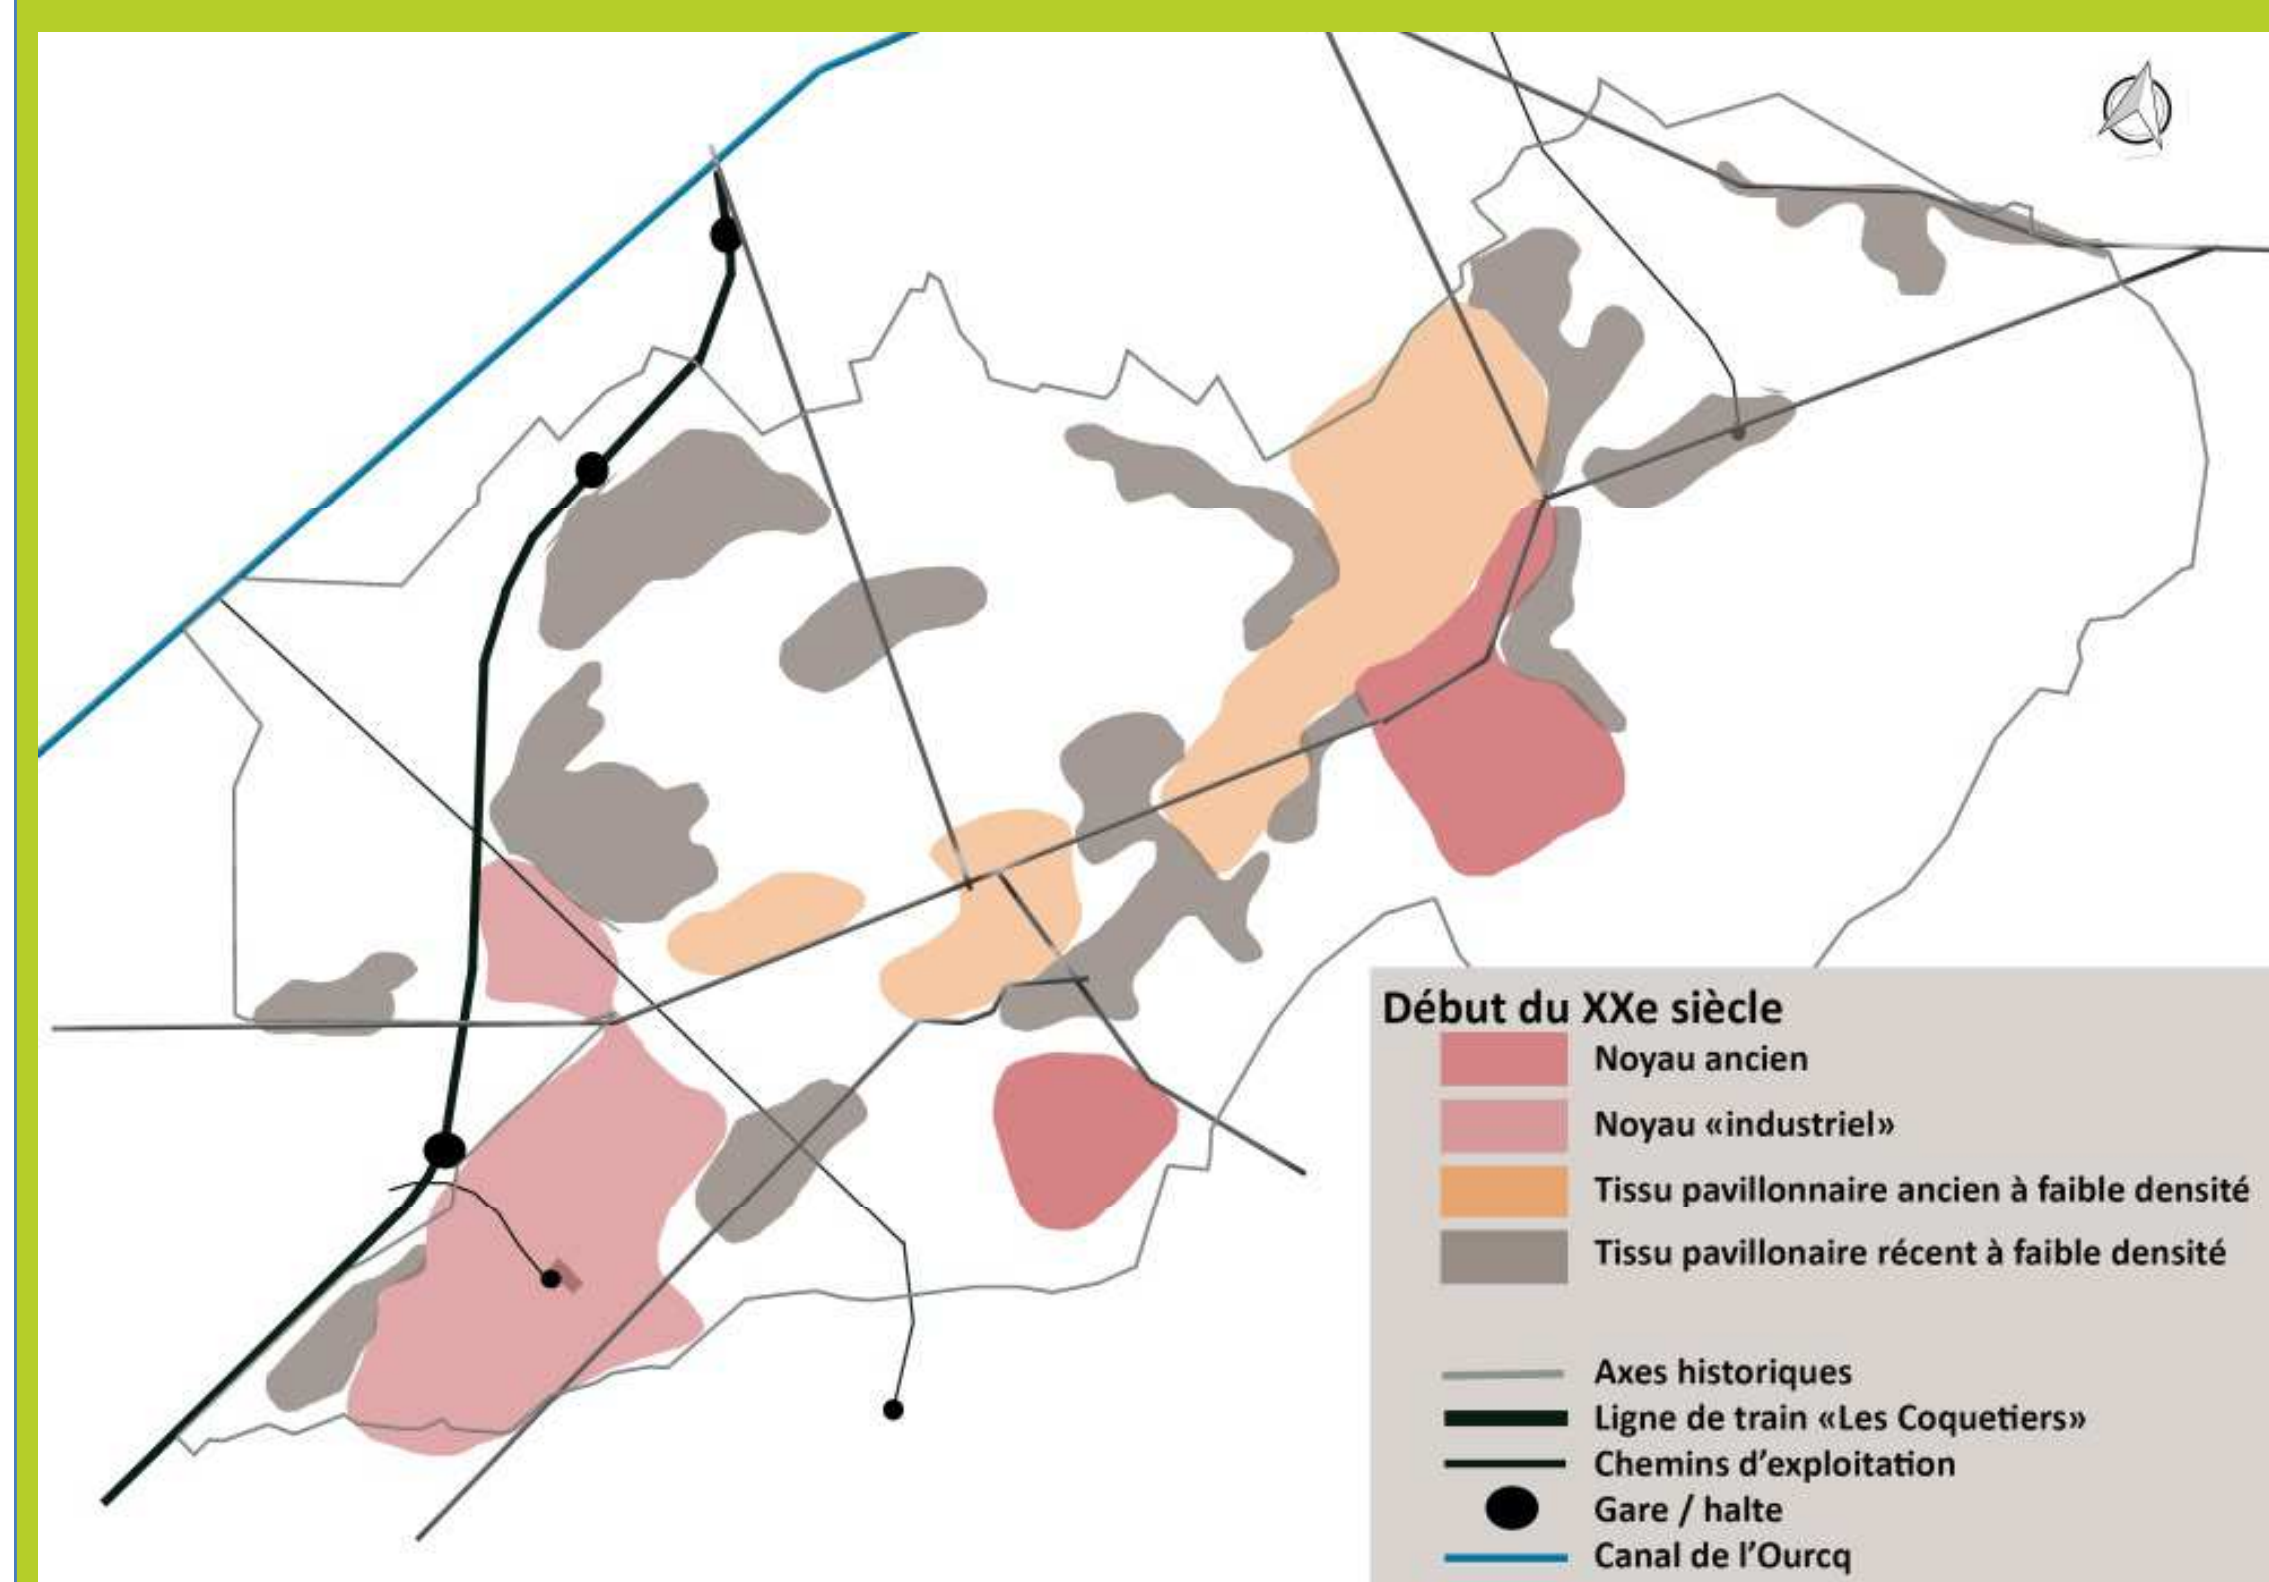 Début du XXe siècle
Noyau ancien
Noyau «industriel»
Tissu pavillonnaire ancien à faible densité
Tissu pavillonaire récent à faible densité
Axes historiques
Ligne de train «Les Coquetiers»
Chemins d'exploitation
Gare / halte
Canal de l'Ourcq